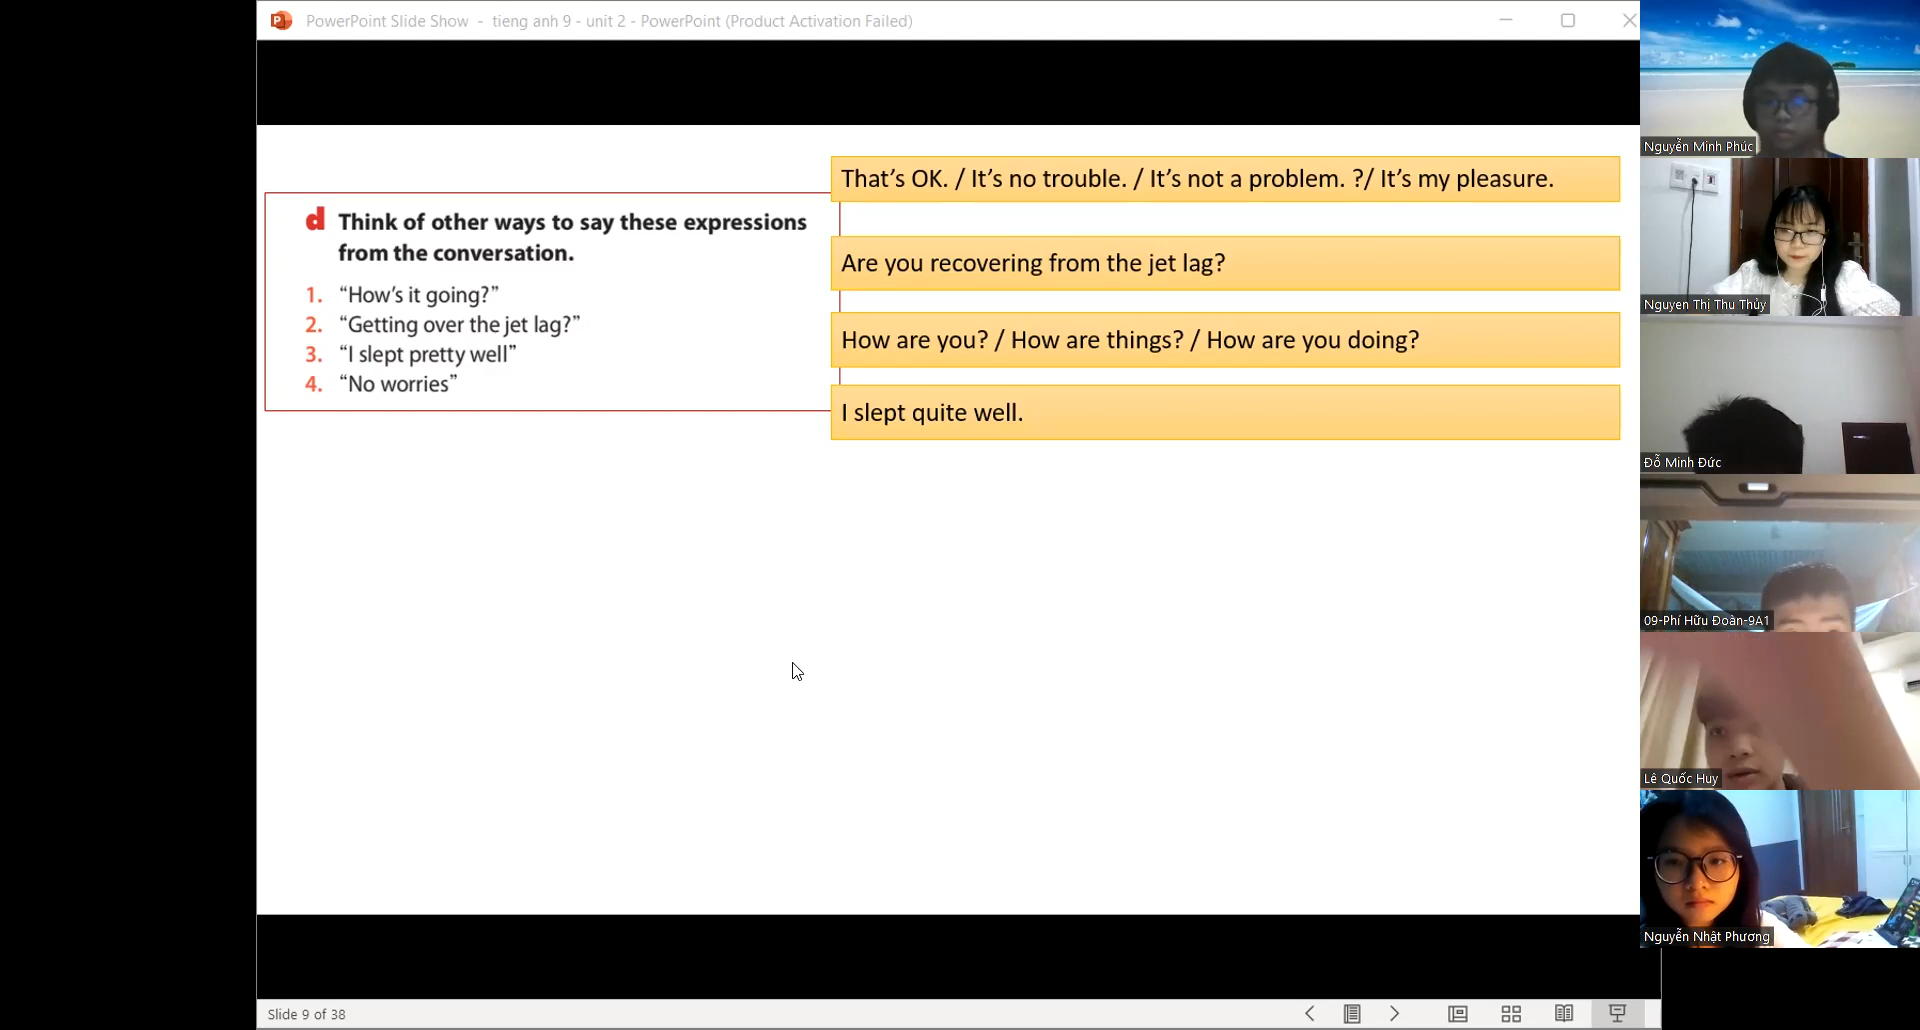 PowerPoint Slide Show - tieng anh 9 - unit 2 - PowerPoint (Product Activation Failed)
d Think of other ways to say these expressions
from the conversation.
1. “How’s it going?”
2. “Getting over the jet lag?”
3. “I slept pretty well”
4. “No worries”
That’s OK. / It’s no trouble. / It’s not a problem. ?/ It’s my pleasure.
Are you recovering from the jet lag?
How are you? / How are things? / How are you doing?
I slept quite well.
Nguyễn Minh Phúc
Nguyen Thị Thu Thủy
Đỗ Minh Đức
09-Phí Hữu Đoàn-9A1
Lê Quốc Huy
Nguyễn Nhật Phương
Slide 9 of 38